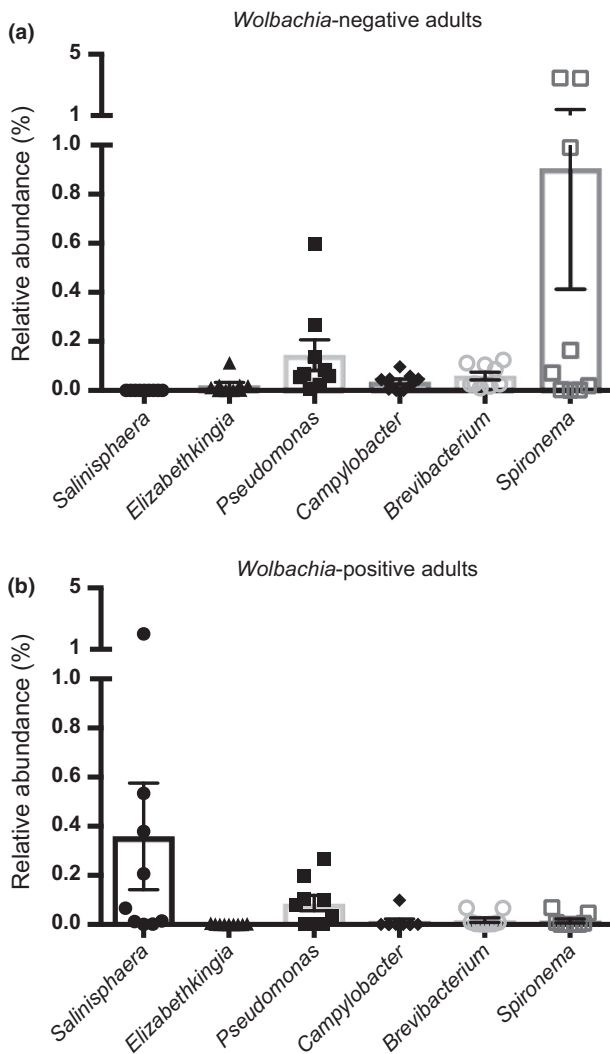 (a)
Wolbachia-negative adults
5
1
1.0
0.8
0.6
0.4
0.2
0.0
Relative abundance (%)
Salinisphaera
Elizabethkingia
Pseudomonas
Campylobacter
Brevibacterium
Spironema
(b)
Wolbachia-positive adults
5
1
1.0
0.8
0.6
0.4
0.2
0.0
Relative abundance (%)
Salinisphaera
Elizabethkingia
Pseudomonas
Campylobacter
Brevibacterium
Spironema